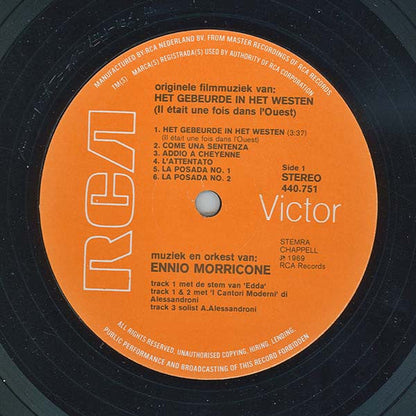 MANUFACTURED BY RCA NEDERLAND BV. FROM MASTER RECORDINGS OF RCA RECORDS
TM(S) MARCA(S) REGISTRADA(S) USED BY AUTHORITY OF RCA CORPORATION
originele filmmuziek van:
HET GEBEURDE IN HET WESTEN
(Il était une fois dans l'Ouest)
1. HET GEBEURDE IN HET WESTEN (3:37)
(Il était une fois dans l'Ouest)
2. COME UNA SENTENZA
3. ADDIO A CHEYENNE
4. L'ATTENTATO
5. LA POSADA NO. 1
6. LA POSADA NO. 2
Side 1
STEREO
440.751
RCA
Victor
muziek en orkest van:
ENNIO MORRICONE
STEMRA
CHAPPELL
℗ 1969
RCA Records
track 1 met de stem van 'Edda'
track 1 & 2 met 'I Cantori Moderni' di
Alessandroni
track 3 solist A.Alessandroni
ALL RIGHTS RESERVED. UNAUTHORISED COPYING, HIRING, LENDING,
PUBLIC PERFORMANCE AND BROADCASTING OF THIS RECORD FORBIDDEN